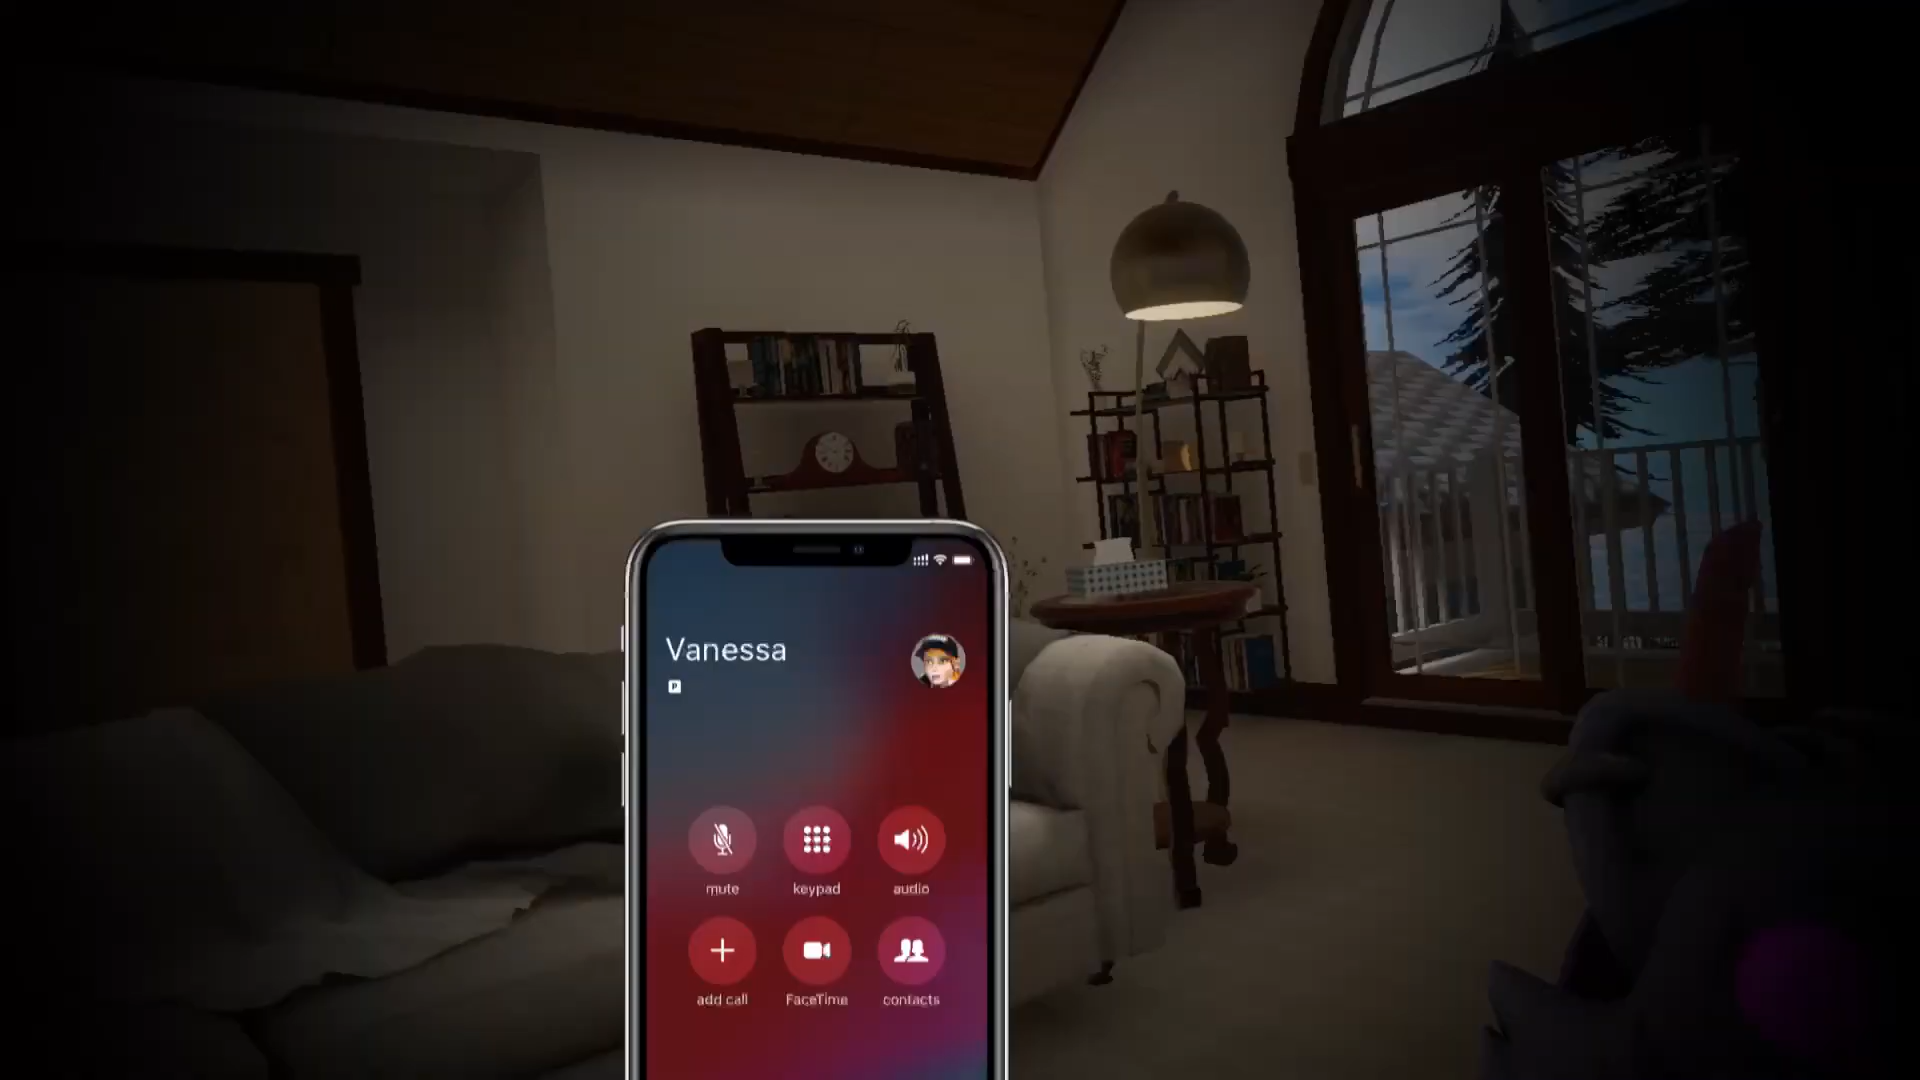 Vanessa
P
mute
keypad
audio
add call
FaceTime
contacts